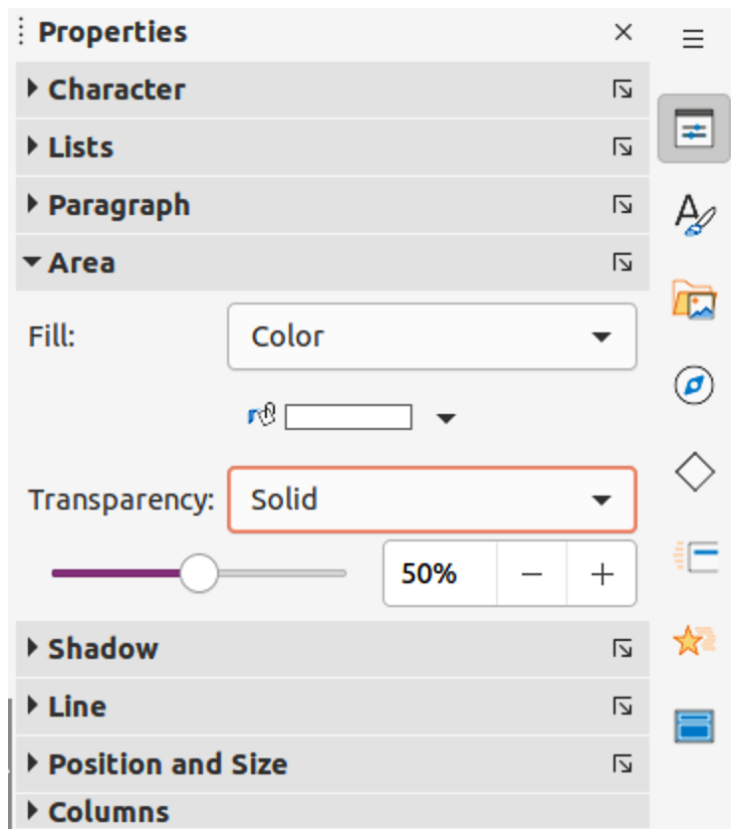 Properties
Character
Lists
Paragraph
Area
Fill: Color
Transparency: Solid
50%
Shadow
Line
Position and Size
Columns